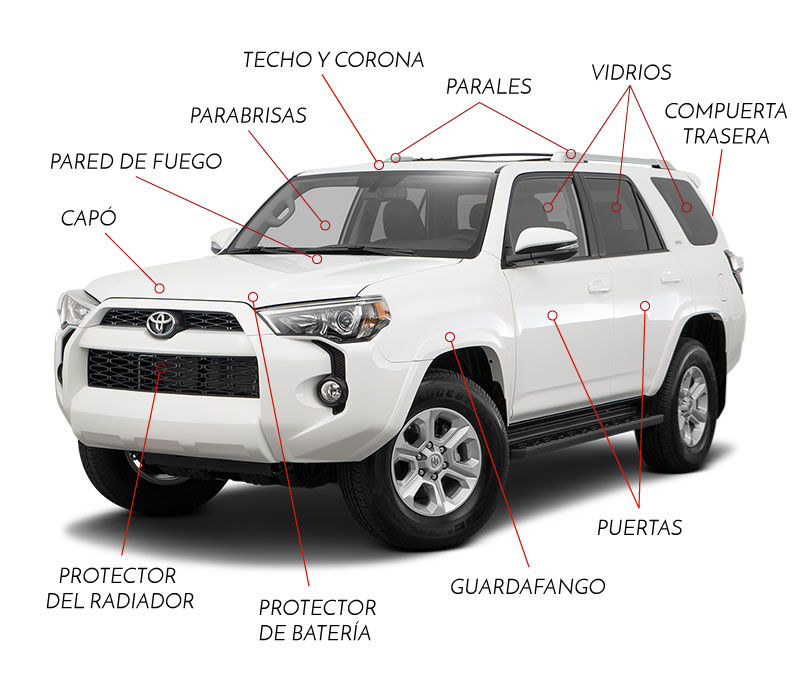 TECHO Y CORONA
PARALES
VIDRIOS
COMPUERTA
TRASERA
PARABRISAS
PARED DE FUEGO
CAPÓ
PUERTAS
GUARDAFANGO
PROTECTOR
DEL RADIADOR
PROTECTOR
DE BATERÍA